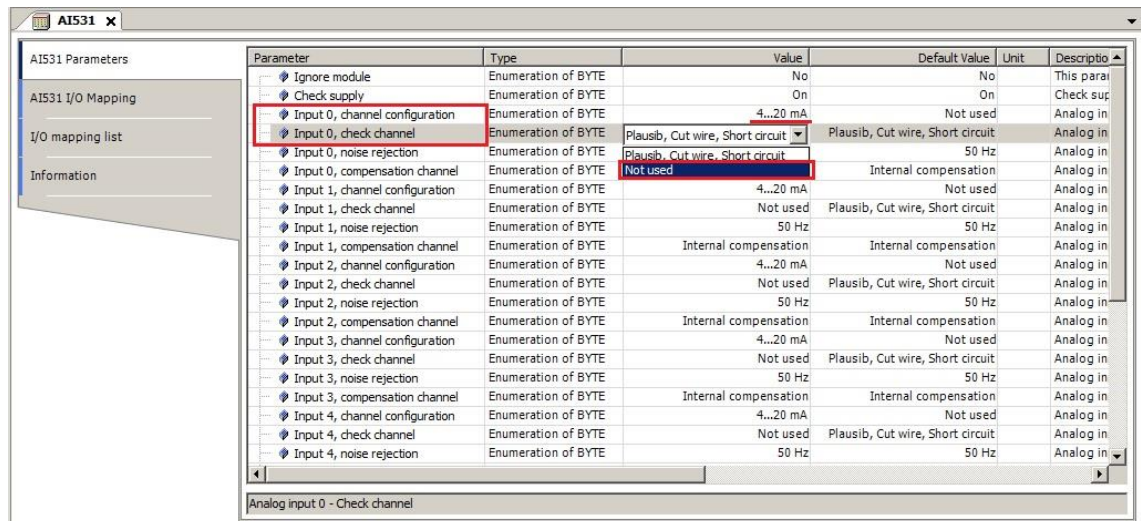 AI531 X
AI531 Parameters
AI531 I/O Mapping
I/O mapping list
Information
Parameter Type Value Default Value Unit Descriptio
Ignore module Enumeration of BYTE No No This parar
Check supply Enumeration of BYTE On On Check sup
Input 0, channel configuration Enumeration of BYTE 4...20 mA Not used Analog in
Input 0, check channel Enumeration of BYTE Plausib, Cut wire, Short circuit Plausib, Cut wire, Short circuit Analog in
Input 0, noise rejection Enumeration of BYTE Plausib, Cut wire, Short circuit 50 Hz Analog in
Input 0, compensation channel Enumeration of BYTE Not used Internal compensation Analog in
Input 1, channel configuration Enumeration of BYTE 4...20 mA Not used Analog in
Input 1, check channel Enumeration of BYTE Not used Plausib, Cut wire, Short circuit Analog in
Input 1, noise rejection Enumeration of BYTE 50 Hz 50 Hz Analog in
Input 1, compensation channel Enumeration of BYTE Internal compensation Internal compensation Analog in
Input 2, channel configuration Enumeration of BYTE 4...20 mA Not used Analog in
Input 2, check channel Enumeration of BYTE Not used Plausib, Cut wire, Short circuit Analog in
Input 2, noise rejection Enumeration of BYTE 50 Hz 50 Hz Analog in
Input 2, compensation channel Enumeration of BYTE Internal compensation Internal compensation Analog in
Input 3, channel configuration Enumeration of BYTE 4...20 mA Not used Analog in
Input 3, check channel Enumeration of BYTE Not used Plausib, Cut wire, Short circuit Analog in
Input 3, noise rejection Enumeration of BYTE 50 Hz 50 Hz Analog in
Input 3, compensation channel Enumeration of BYTE Internal compensation Internal compensation Analog in
Input 4, channel configuration Enumeration of BYTE 4...20 mA Not used Analog in
Input 4, check channel Enumeration of BYTE Not used Plausib, Cut wire, Short circuit Analog in
Input 4, noise rejection Enumeration of BYTE 50 Hz 50 Hz Analog in
Analog input 0 - Check channel